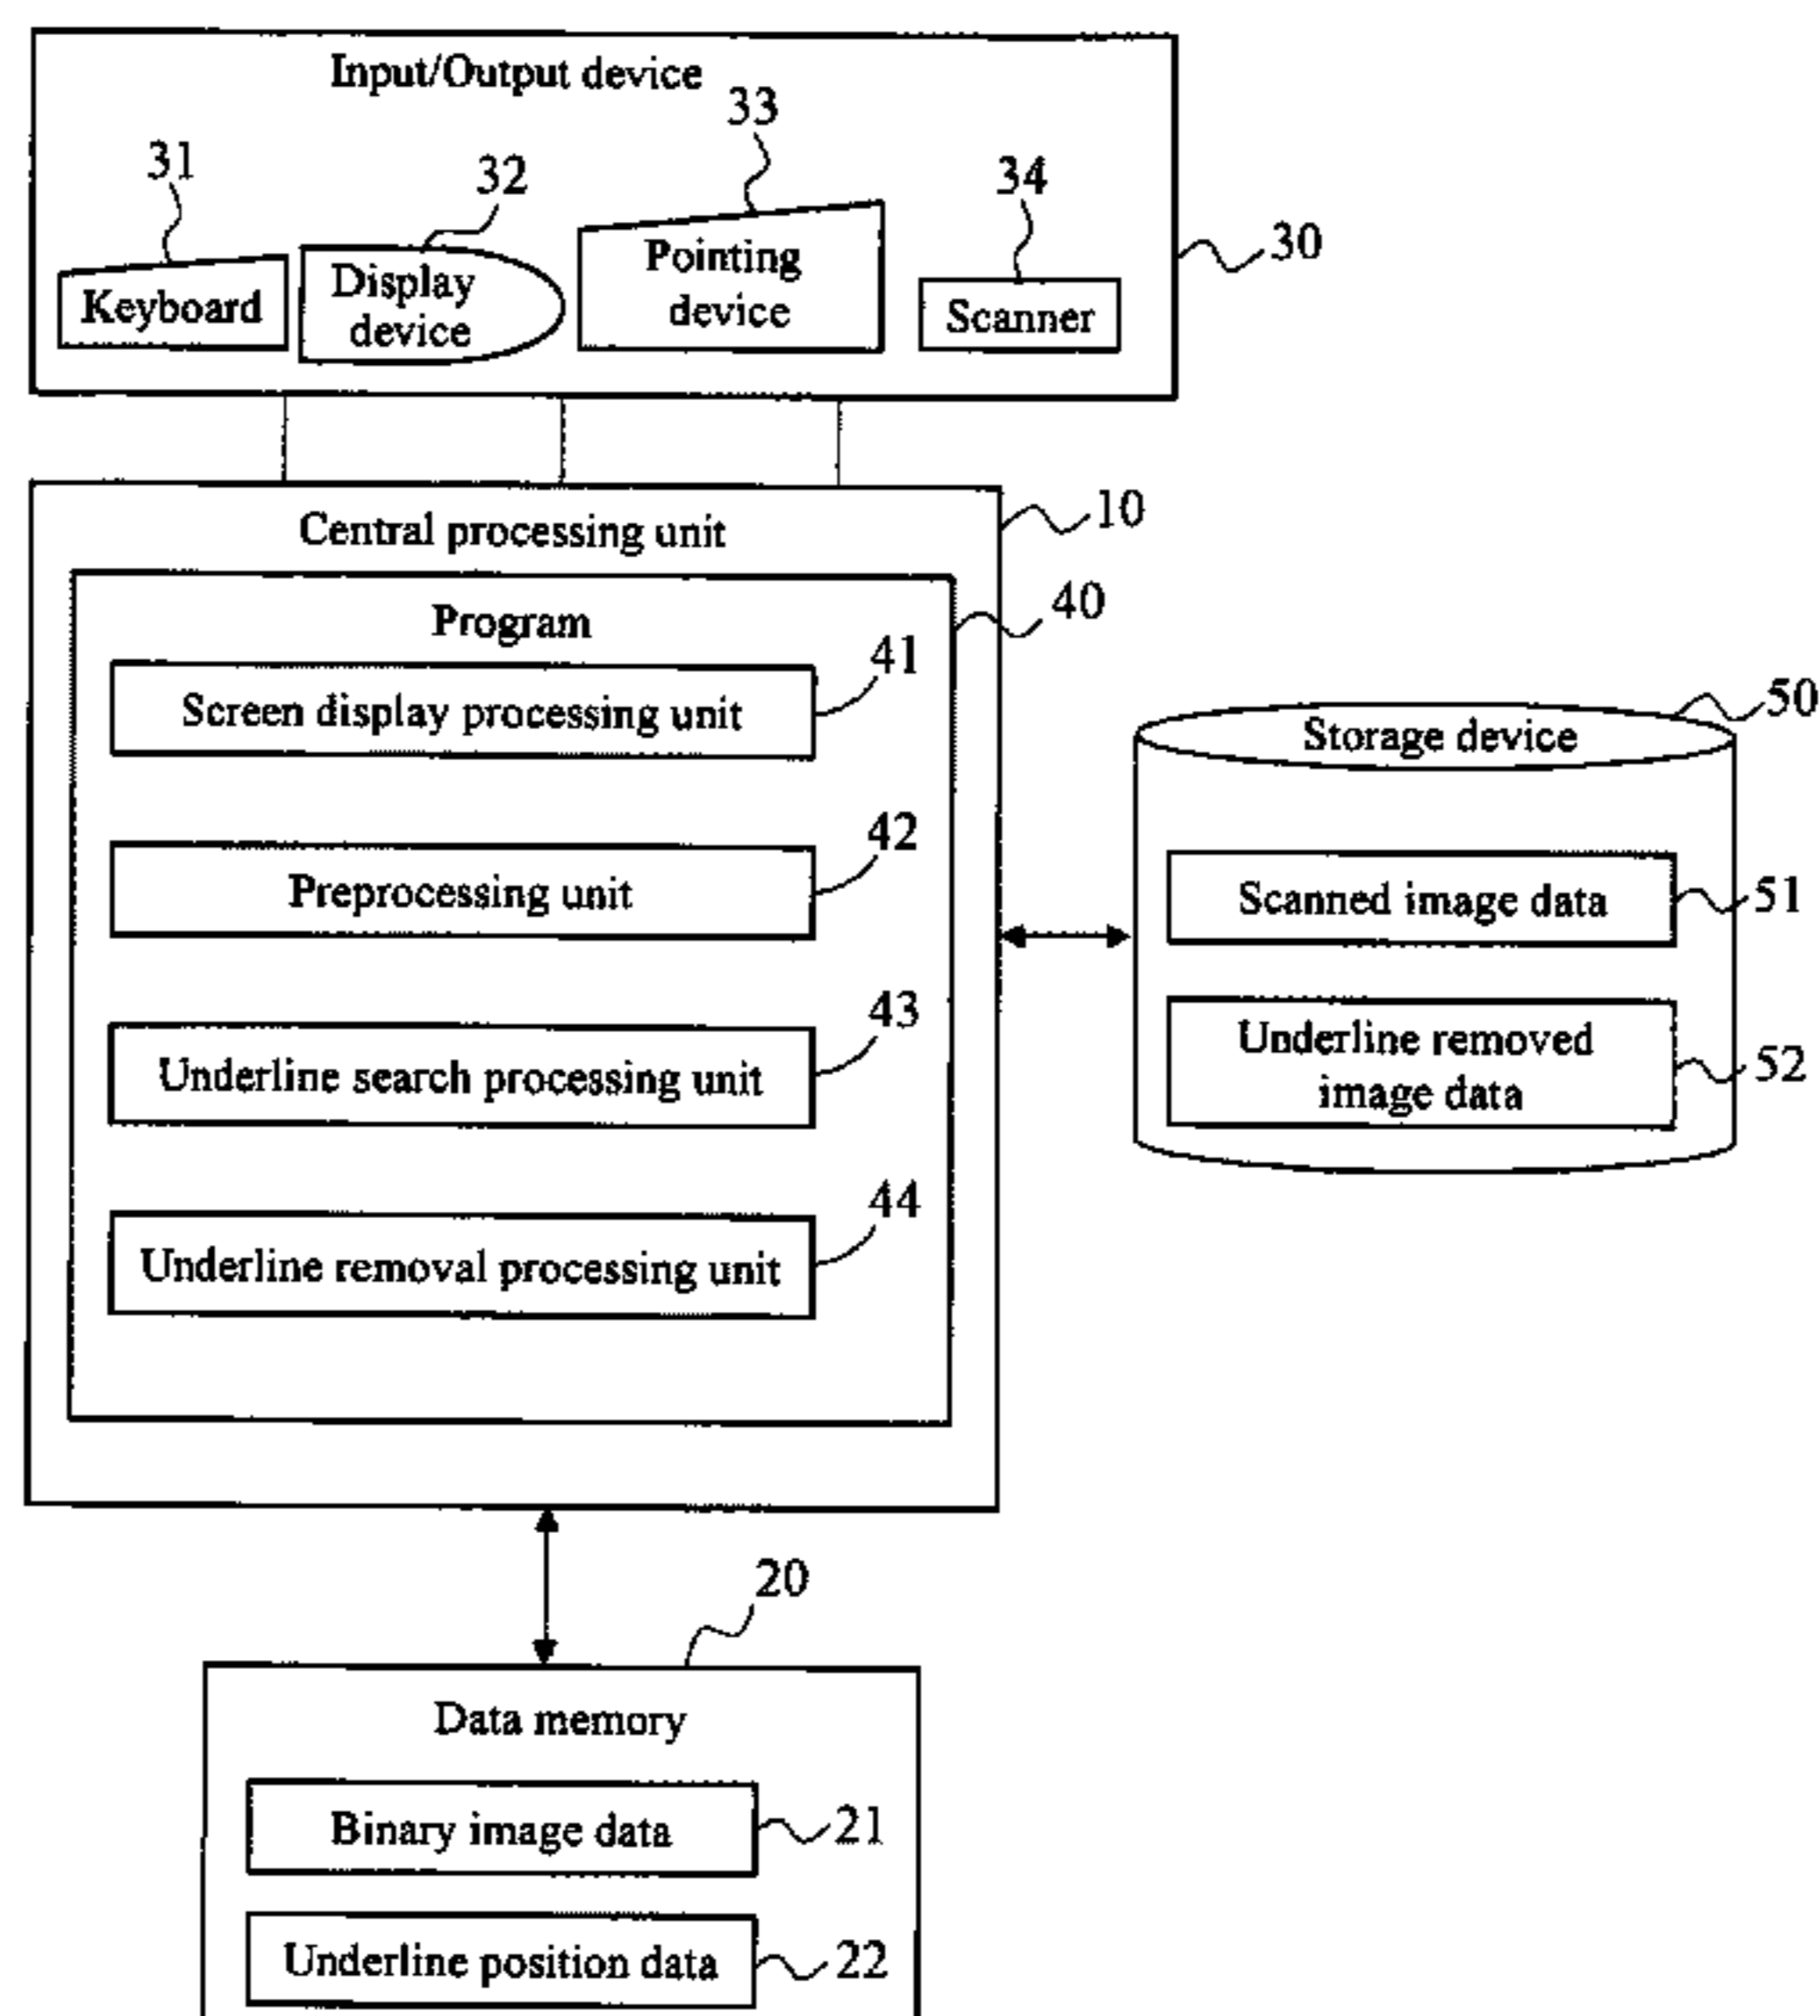 Input/Output device
33
31
32
34
30
Keyboard
Display
device
Pointing
device
Scanner
10
Central processing unit
40
Program
41
Screen display processing unit
42
Preprocessing unit
43
Underline search processing unit
44
Underline removal processing unit
50
Storage device
Scanned image data
51
Underline removed
image data
52
20
Data memory
Binary image data
21
Underline position data
22